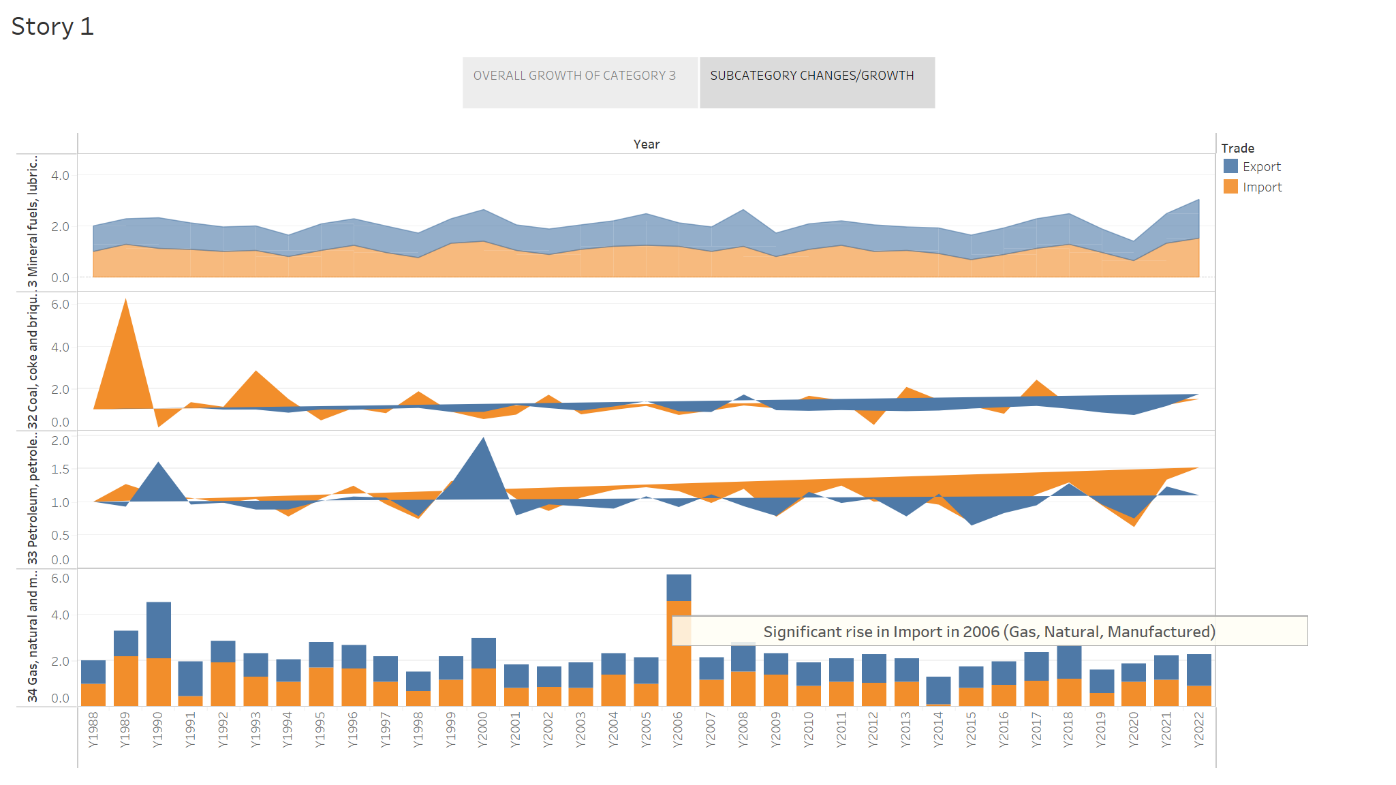 Story 1
OVERALL GROWTH OF CATEGORY 3
SUBCATEGORY CHANGES/GROWTH
Year
Trade
Export
Import
3 Mineral fuels, lubric..
4.0
2.0
0.0
32 Coal, coke and briqu..
6.0
4.0
2.0
0.0
33 Petroleum, petrole..
2.0
1.5
1.0
0.5
0.0
34 Gas, natural and m..
6.0
4.0
2.0
0.0
Significant rise in Import in 2006 (Gas, Natural, Manufactured)
Y1988
Y1989
Y1990
Y1991
Y1992
Y1993
Y1994
Y1995
Y1996
Y1997
Y1998
Y1999
Y2000
Y2001
Y2002
Y2003
Y2004
Y2005
Y2006
Y2007
Y2008
Y2009
Y2010
Y2011
Y2012
Y2013
Y2014
Y2015
Y2016
Y2017
Y2018
Y2019
Y2020
Y2021
Y2022